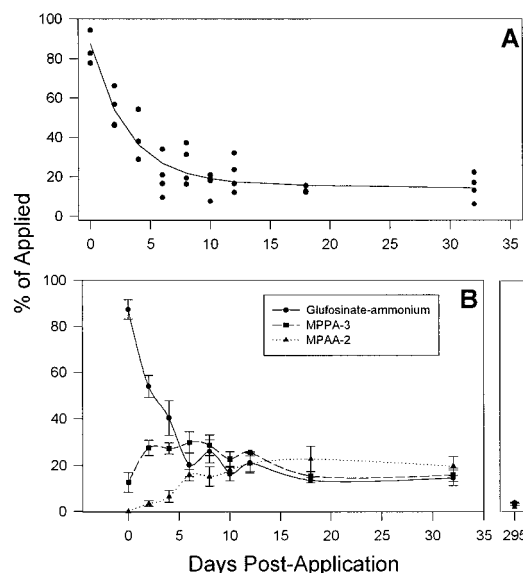 A
100
80
60
40
20
0
0 5 10 15 20 25 30 35
% of Applied
B
100
80
60
40
20
0
Glufosinate-ammonium
MPPA-3
MPAA-2
0 5 10 15 20 25 30 35
295
Days Post-Application